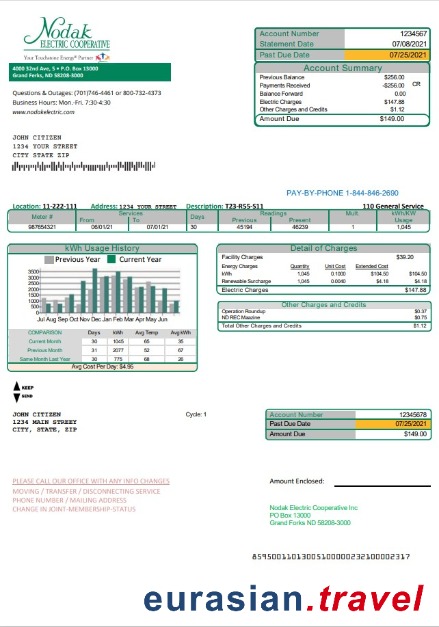 Nodak
ELECTRIC COOPERATIVE
Your Touchstone Energy® Partner
4000 32nd Ave, S • P.O. Box 13000
Grand Forks, ND 58208-3000
Questions & Outages: (701)746-4461 or 800-732-4373
Business Hours: Mon.-Fri. 7:30-4:30
www.nodakelectric.com
Account Number 1234567
Statement Date 07/08/2021
Past Due Date 07/25/2021
Account Summary
Previous Balance $256.00
Payments Received -$256.00 CR
Balance Forward 0.00
Electric Charges $147.88
Other Charges and Credits $1.12
Amount Due $149.00
JOHN CITIZEN
1234 YOUR STREET
CITY STATE ZIP
PAY-BY-PHONE 1-844-846-2690
Location: 11-222-111 Address: 1234 YOUR STREET Description: T23-R55-S11 110 General Service
Meter # Services From To Days Readings Previous Present Mult. kWh/KW Usage
987654321 06/01/21 07/01/21 30 45194 46239 1 1,045
kWh Usage History
Previous Year Current Year
3500
3000
2500
2000
1500
1000
500
0
Jul Aug Sep Oct Nov Dec Jan Feb Mar Apr May Jun
COMPARISON Days kWh Avg Temp Avg kWh
Current Month 30 1045 65 35
Previous Month 31 2077 52 67
Same Month Last Year 30 775 68 26
Avg Cost Per Day: $4.95
Detail of Charges
Facility Charges $39.20
Energy Charges Quantity Unit Cost Extended Cost
kWh 1,045 0.1000 $104.50 $104.50
Renewable Surcharge 1,045 0.0040 $4.18 $4.18
Electric Charges $147.88
Other Charges and Credits
Operation Roundup $0.37
ND REC Magazine $0.75
Total Other Charges and Credits $1.12
KEEP
SEND
JOHN CITIZEN
1234 MAIN STREET
CITY, STATE, ZIP
Cycle: 1
Account Number 12345678
Past Due Date 07/25/2021
Amount Due $149.00
PLEASE CALL OUR OFFICE WITH ANY INFO CHANGES
MOVING / TRANSFER / DISCONNECTING SERVICE
PHONE NUMBER / MAILING ADDRESS
CHANGE IN JOINT-MEMBERSHIP-STATUS
Amount Enclosed:
Nodak Electric Cooperative Inc
PO Box 13000
Grand Forks ND 58208-3000
859500110130051000002321000023 17
eurasian.travel